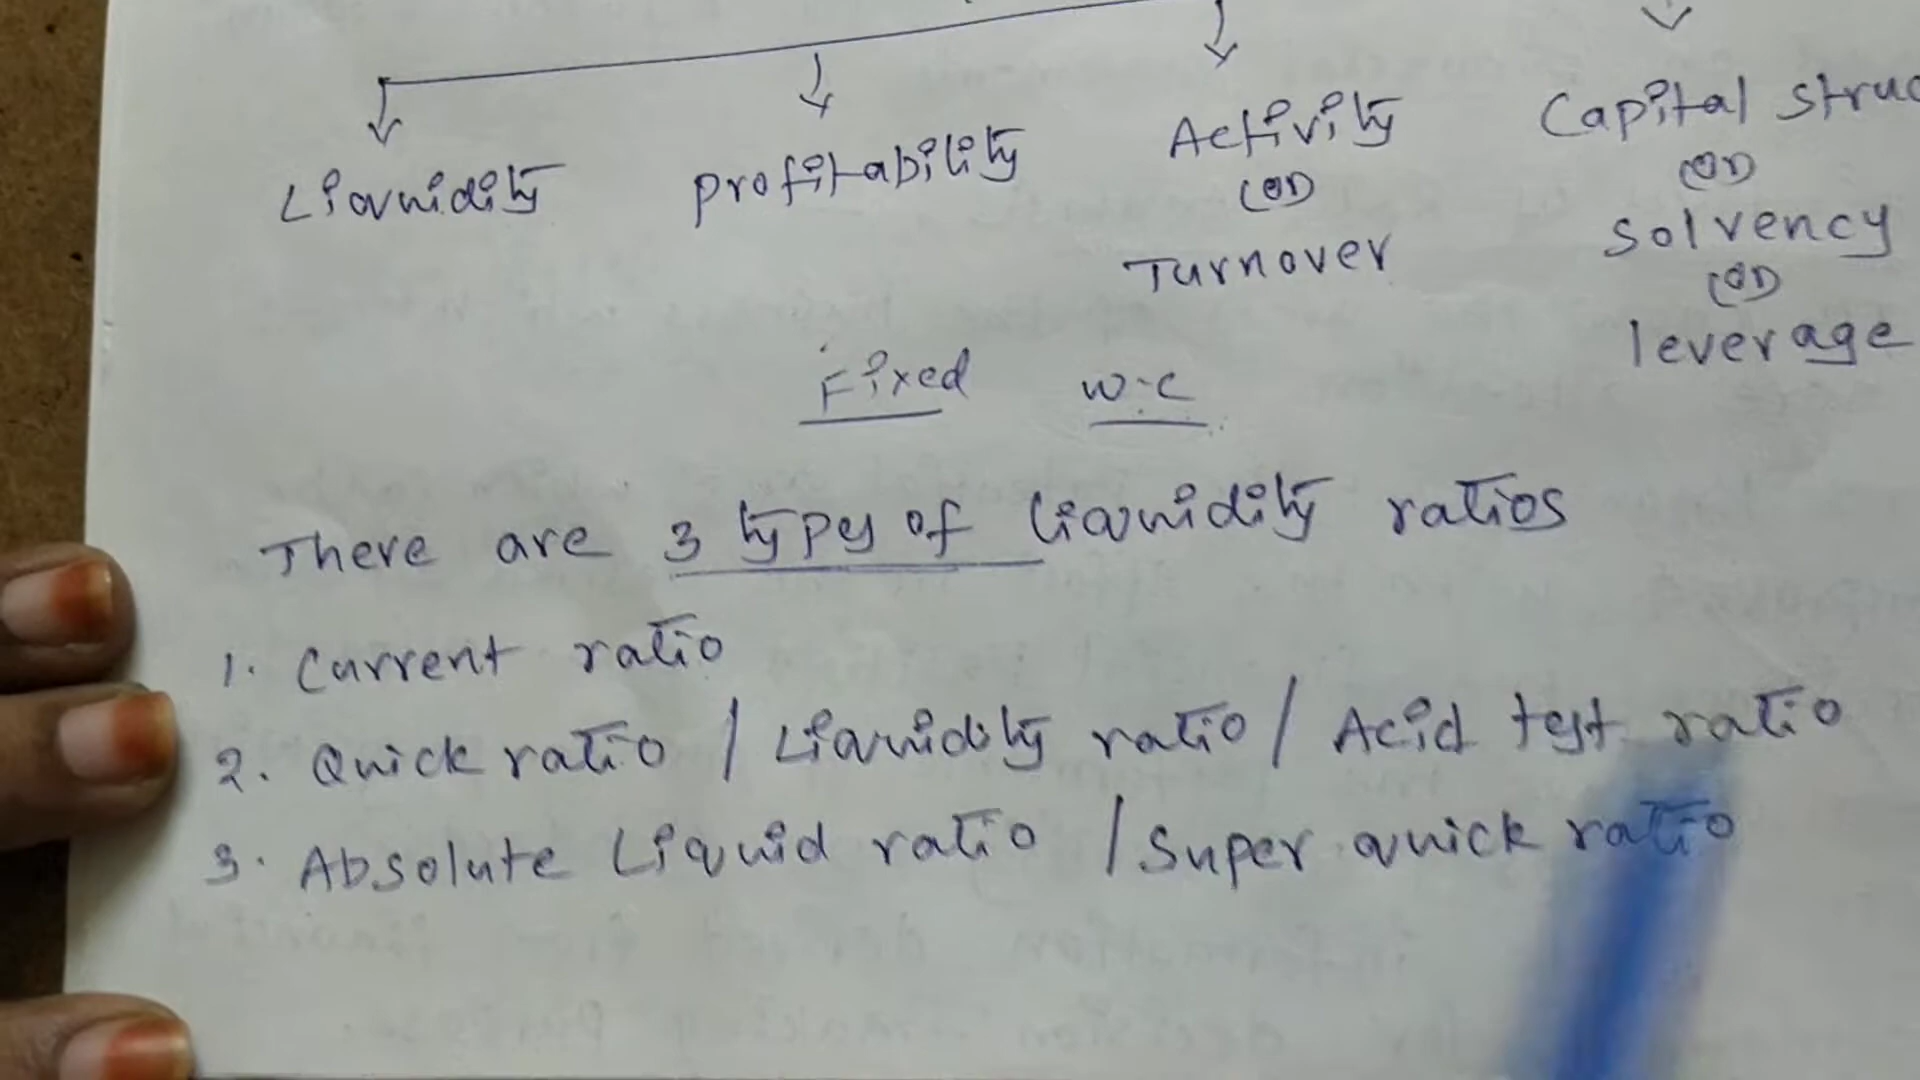 Liquidity profitability Activity Capital struc
(OR) (OR)
Turnover solvency
(OR)
leverage
Fixed W.C
There are 3 types of liquidity ratios
1. Current ratio
2. Quick ratio / Liquidity ratio / Acid test ratio
3. Absolute Liquid ratio / Super quick ratio